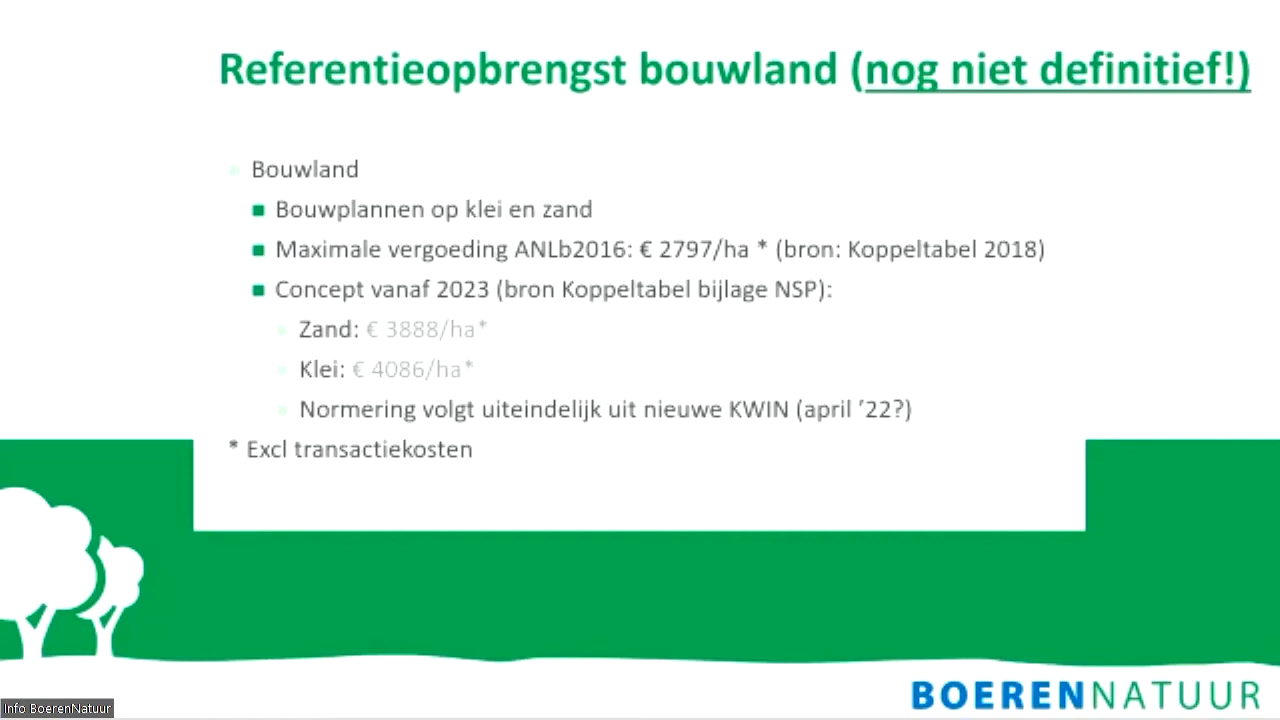 Referentieopbrengst bouwland (nog niet definitief!)
Bouwland
Bouwplannen op klei en zand
Maximale vergoeding ANLb2016: € 2797/ha * (bron: Koppeltabel 2018)
Concept vanaf 2023 (bron Koppeltabel bijlage NSP):
Zand: € 3888/ha*
Klei: € 4086/ha*
Normering volgt uiteindelijk uit nieuwe KWIN (april ’22?)
* Excl transactiekosten
BOERENNATUUR
Info BoerenNatuur